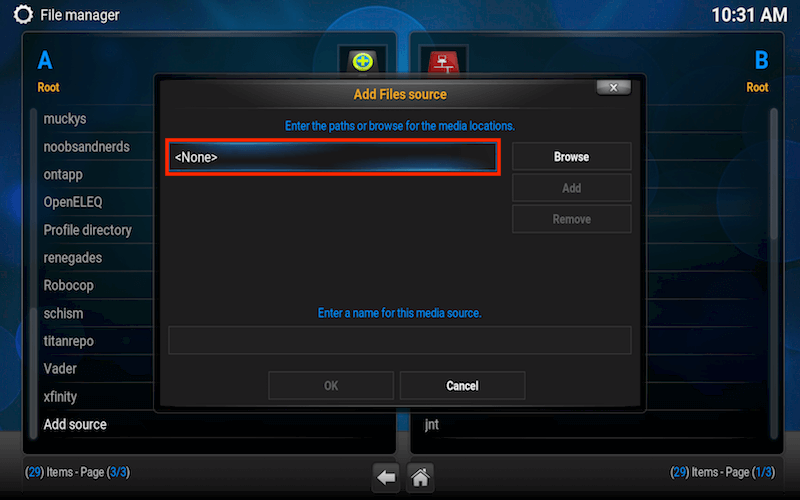 File manager
10:31 AM
A
B
Root
Root
muckys
noobsandnerds
ontapp
OpenELEQ
Profile directory
renegades
Robocop
schism
titanrepo
Vader
xfinity
Add source
Add Files source
x
Enter the paths or browse for the media locations.
<None>
Browse
Add
Remove
Enter a name for this media source.
OK
Cancel
jnt
(29) Items - Page (3/3)
(29) Items - Page (1/3)